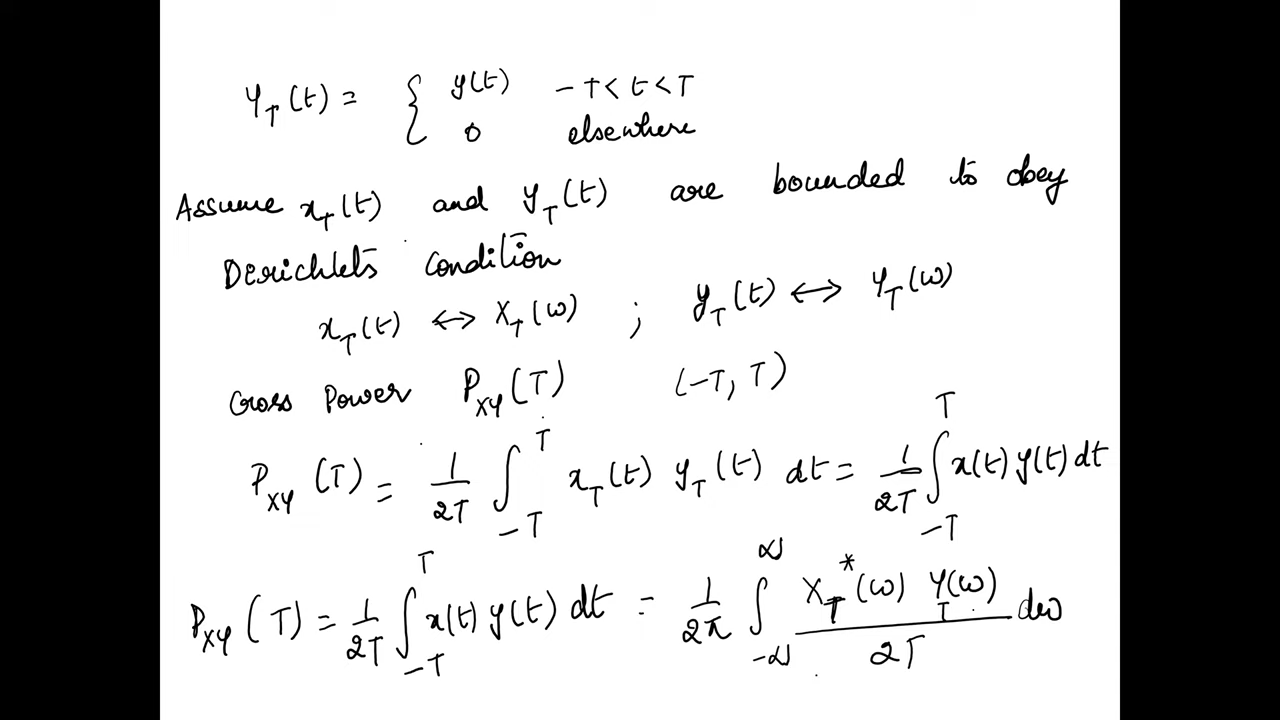 Y_T(t) = { y(t)   -T < t < T
0   elsewhere
Assume x_T(t) and y_T(t) are bounded to obey
Derichlets Condition
x_T(t) ↔ X_T(ω) ; y_T(t) ↔ Y_T(ω)
Cross Power P_XY(T) (-T, T)
P_XY(T) = 1/2T ∫_{-T}^{T} x_T(t) y_T(t) dt = 1/2T ∫_{-T}^{T} x(t) y(t) dt
P_XY(T) = 1/2T ∫_{-T}^{T} x(t) y(t) dt = 1/2π ∫_{-∞}^{∞} X_T^*(ω) Y_T(ω) / 2T dω